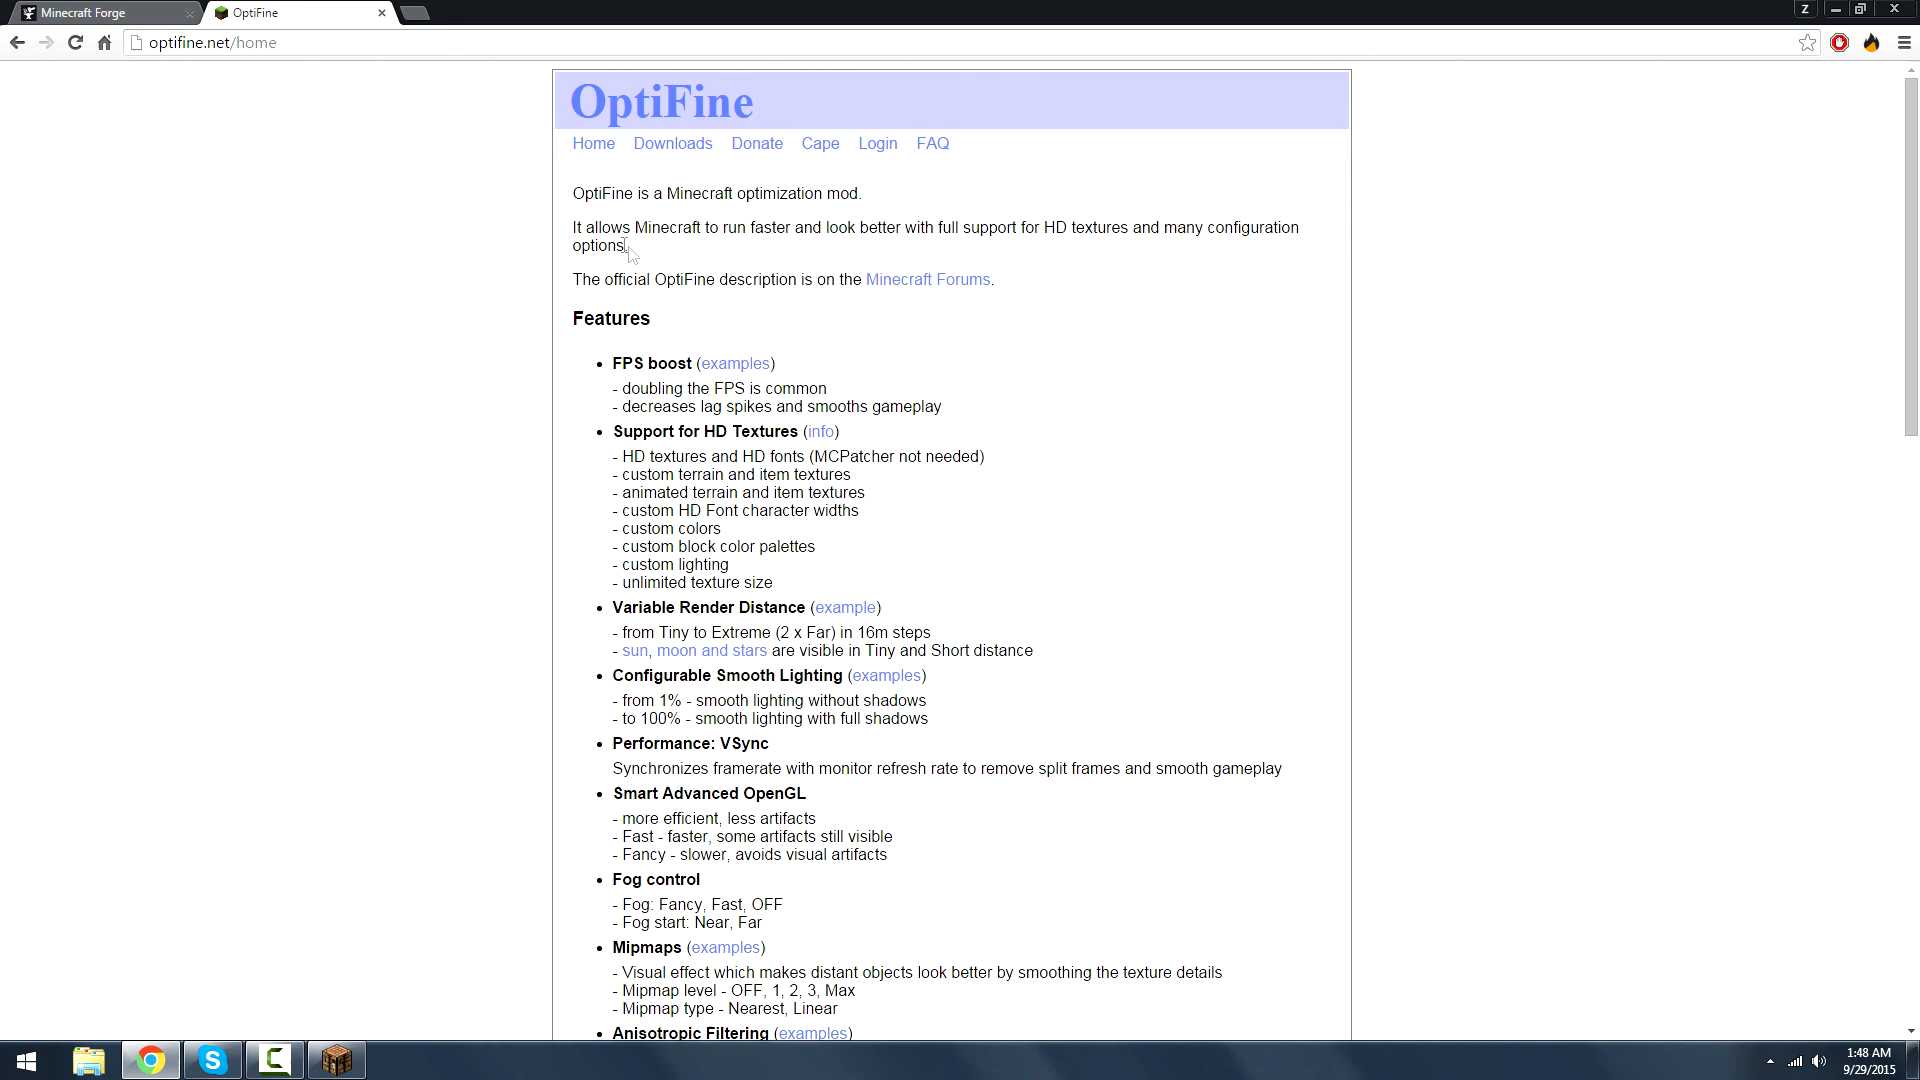 Minecraft Forge
OptiFine
Z
optifine.net/home
OptiFine
Home Downloads Donate Cape Login FAQ
OptiFine is a Minecraft optimization mod.
It allows Minecraft to run faster and look better with full support for HD textures and many configuration
options.
The official OptiFine description is on the Minecraft Forums.
Features
• FPS boost (examples)
- doubling the FPS is common
- decreases lag spikes and smooths gameplay
• Support for HD Textures (info)
- HD textures and HD fonts (MCPatcher not needed)
- custom terrain and item textures
- animated terrain and item textures
- custom HD Font character widths
- custom colors
- custom block color palettes
- custom lighting
- unlimited texture size
• Variable Render Distance (example)
- from Tiny to Extreme (2 x Far) in 16m steps
- sun, moon and stars are visible in Tiny and Short distance
• Configurable Smooth Lighting (examples)
- from 1% - smooth lighting without shadows
- to 100% - smooth lighting with full shadows
• Performance: VSync
Synchronizes framerate with monitor refresh rate to remove split frames and smooth gameplay
• Smart Advanced OpenGL
- more efficient, less artifacts
- Fast - faster, some artifacts still visible
- Fancy - slower, avoids visual artifacts
• Fog control
- Fog: Fancy, Fast, OFF
- Fog start: Near, Far
• Mipmaps (examples)
- Visual effect which makes distant objects look better by smoothing the texture details
- Mipmap level - OFF, 1, 2, 3, Max
- Mipmap type - Nearest, Linear
• Anisotropic Filtering (examples)
1:48 AM
9/29/2015